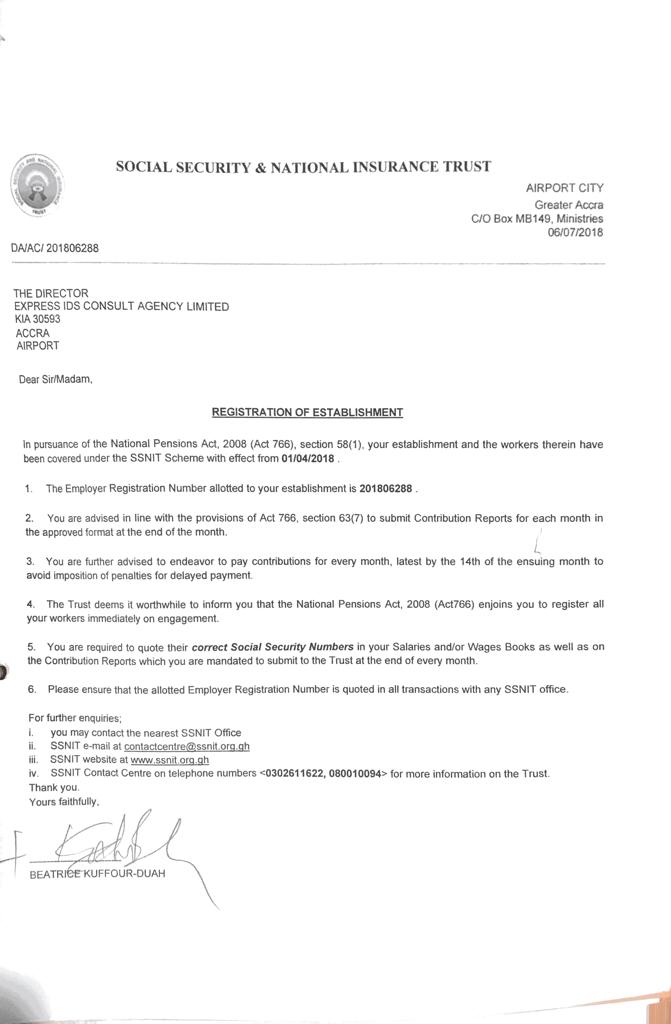 SOCIAL SECURITY & NATIONAL INSURANCE TRUST
AIRPORT CITY
Greater Accra
C/O Box MB149, Ministries
06/07/2018
DA/AC/ 201806288
THE DIRECTOR
EXPRESS IDS CONSULT AGENCY LIMITED
KIA 30593
ACCRA
AIRPORT
Dear Sir/Madam,
REGISTRATION OF ESTABLISHMENT
In pursuance of the National Pensions Act, 2008 (Act 766), section 58(1), your establishment and the workers therein have
been covered under the SSNIT Scheme with effect from 01/04/2018 .
1. The Employer Registration Number allotted to your establishment is 201806288 .
2. You are advised in line with the provisions of Act 766, section 63(7) to submit Contribution Reports for each month in
the approved format at the end of the month.
3. You are further advised to endeavor to pay contributions for every month, latest by the 14th of the ensuing month to
avoid imposition of penalties for delayed payment.
4. The Trust deems it worthwhile to inform you that the National Pensions Act, 2008 (Act766) enjoins you to register all
your workers immediately on engagement.
5. You are required to quote their correct Social Security Numbers in your Salaries and/or Wages Books as well as on
the Contribution Reports which you are mandated to submit to the Trust at the end of every month.
6. Please ensure that the allotted Employer Registration Number is quoted in all transactions with any SSNIT office.
For further enquiries;
i. you may contact the nearest SSNIT Office
ii. SSNIT e-mail at contactcentre@ssnit.org.gh
iii. SSNIT website at www.ssnit.org.gh
iv. SSNIT Contact Centre on telephone numbers <0302611622, 080010094> for more information on the Trust.
Thank you.
Yours faithfully,
BEATRICE KUFFOUR-DUAH